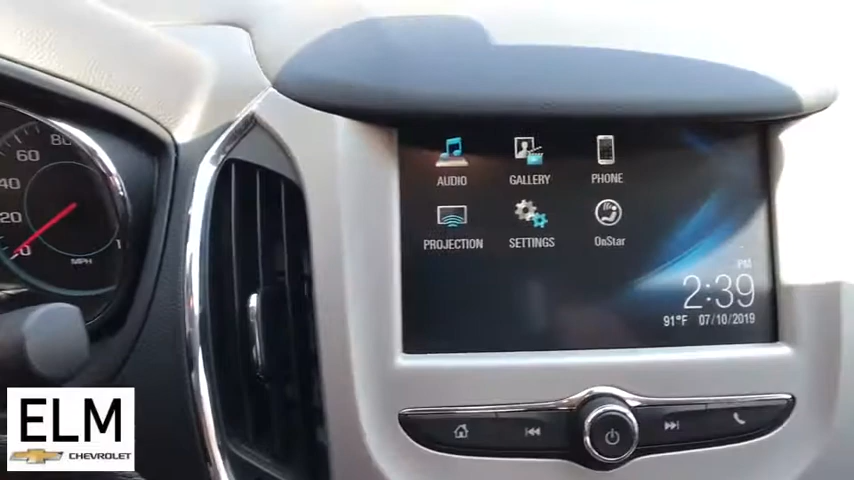 80
60
40
20
0
MPH
AUDIO GALLERY PHONE
PROJECTION SETTINGS OnStar
PM
2:39
91°F 07/10/2019
ELM
CHEVROLET